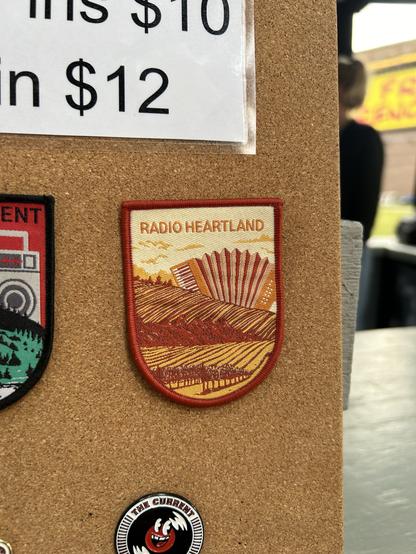 ins $10
in $12
ENT
RADIO HEARTLAND
THE CURRENT